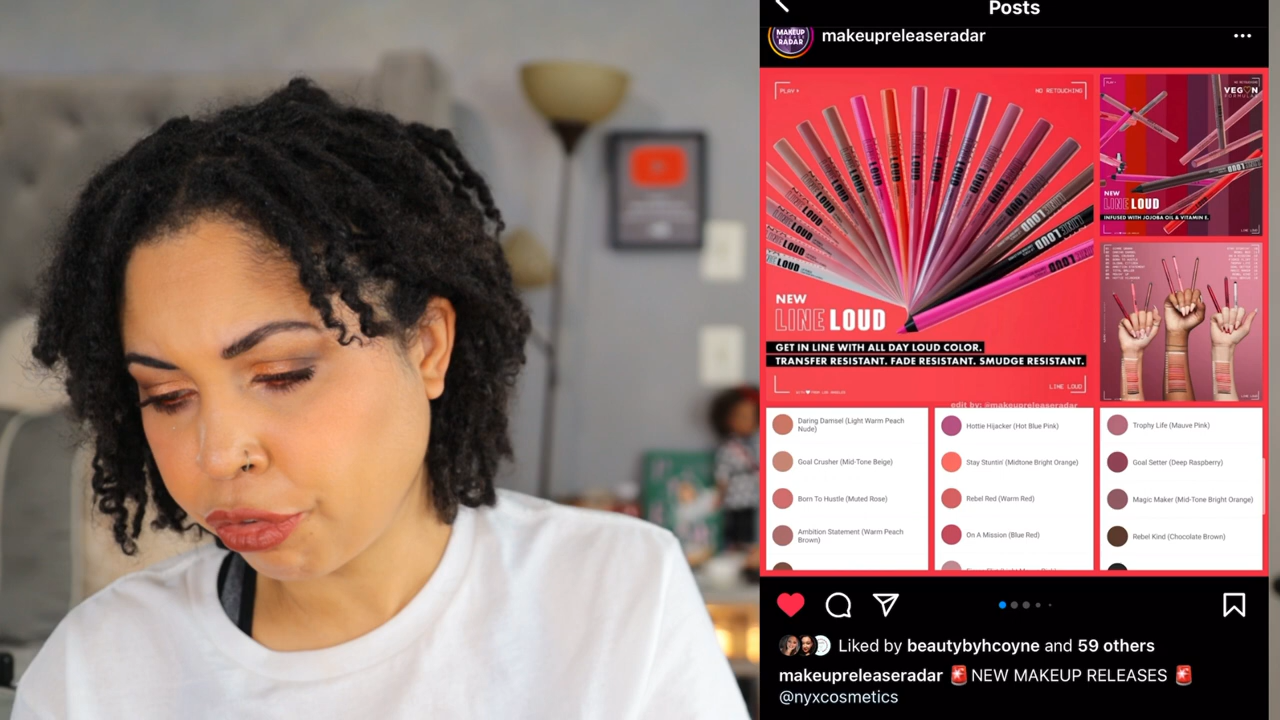 Posts
MAKEUP
RELEASE
RADAR
makeupreleaseradar
PLAY
NO RETOUCHING
NEW
LINE LOUD
GET IN LINE WITH ALL DAY LOUD COLOR.
TRANSFER RESISTANT. FADE RESISTANT. SMUDGE RESISTANT.
LINE LOUD
edit by: @makeupreleaseradar
VEGAN
FORMULA
NEW
LINE LOUD
INFUSED WITH JOJOBA OIL & VITAMIN E.
Daring Damsel (Light Warm Peach
Nude)
Goal Crusher (Mid-Tone Beige)
Born To Hustle (Muted Rose)
Ambition Statement (Warm Peach
Brown)
Hottie Hijacker (Hot Blue Pink)
Stay Stuntin' (Midtone Bright Orange)
Rebel Red (Warm Red)
On A Mission (Blue Red)
Trophy Life (Mauve Pink)
Goal Setter (Deep Raspberry)
Magic Maker (Mid-Tone Bright Orange)
Rebel Kind (Chocolate Brown)
Liked by beautybyhcoyne and 59 others
makeupreleaseradar 🚨NEW MAKEUP RELEASES 🚨
@nyxcosmetics